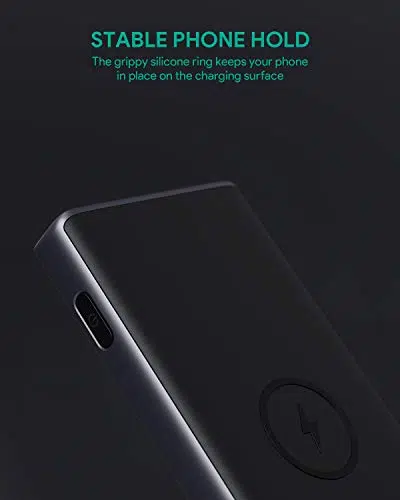 STABLE PHONE HOLD
The grippy silicone ring keeps your phone
in place on the charging surface